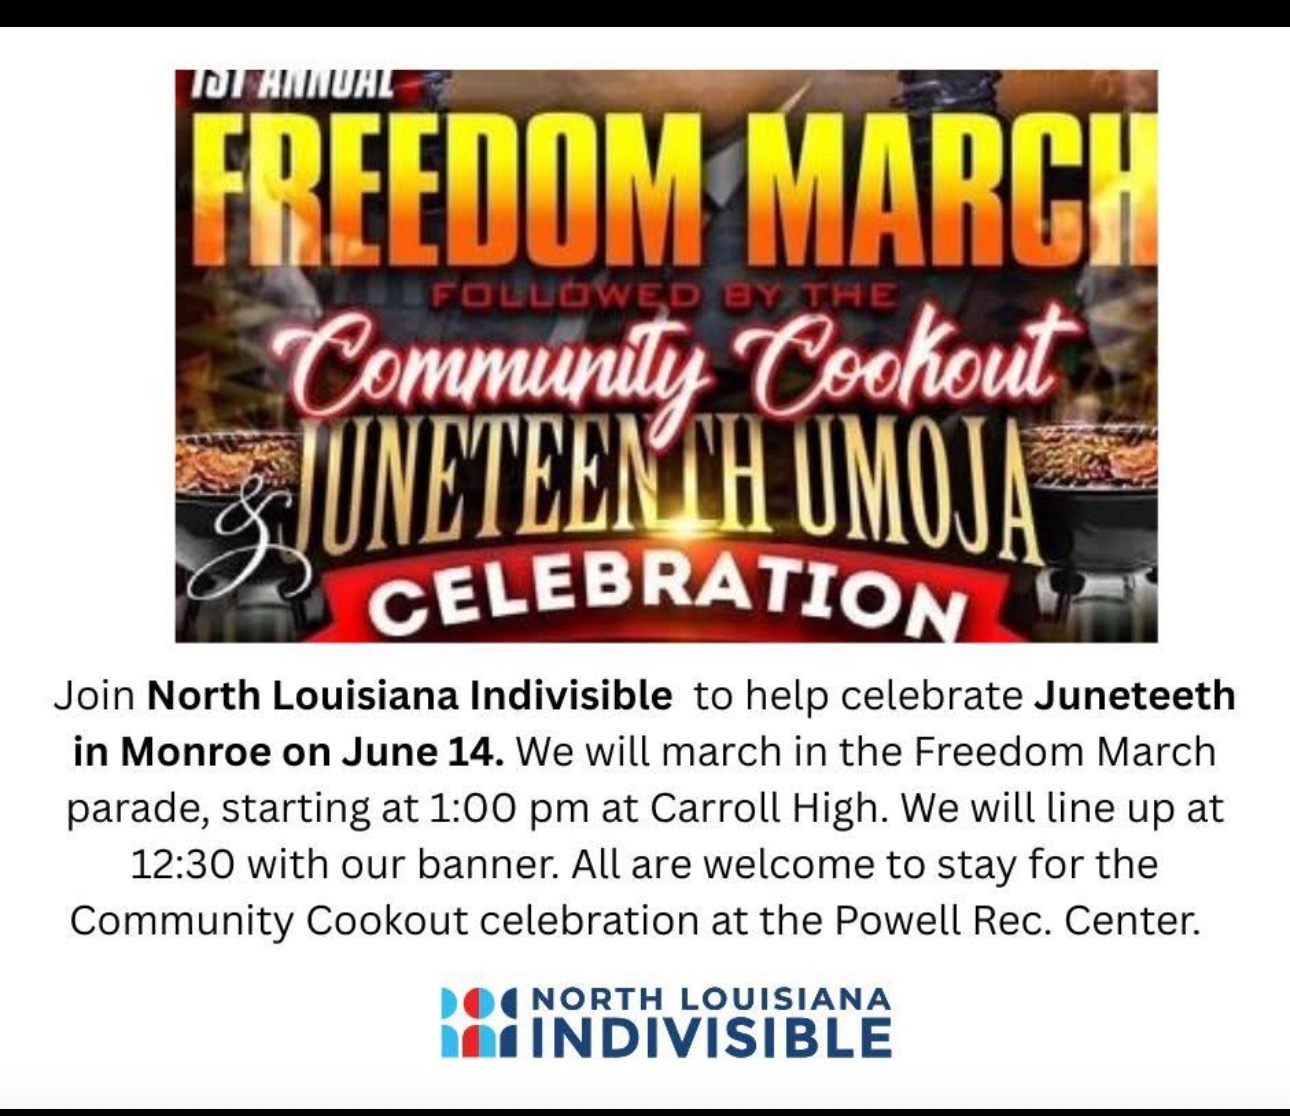 1ST ANNUAL
FREEDOM MARCH
FOLLOWED BY THE
Community Cookout
& JUNETEENTH UMOJA
CELEBRATION
Join North Louisiana Indivisible to help celebrate Juneteeth
in Monroe on June 14. We will march in the Freedom March
parade, starting at 1:00 pm at Carroll High. We will line up at
12:30 with our banner. All are welcome to stay for the
Community Cookout celebration at the Powell Rec. Center.
NORTH LOUISIANA
INDIVISIBLE